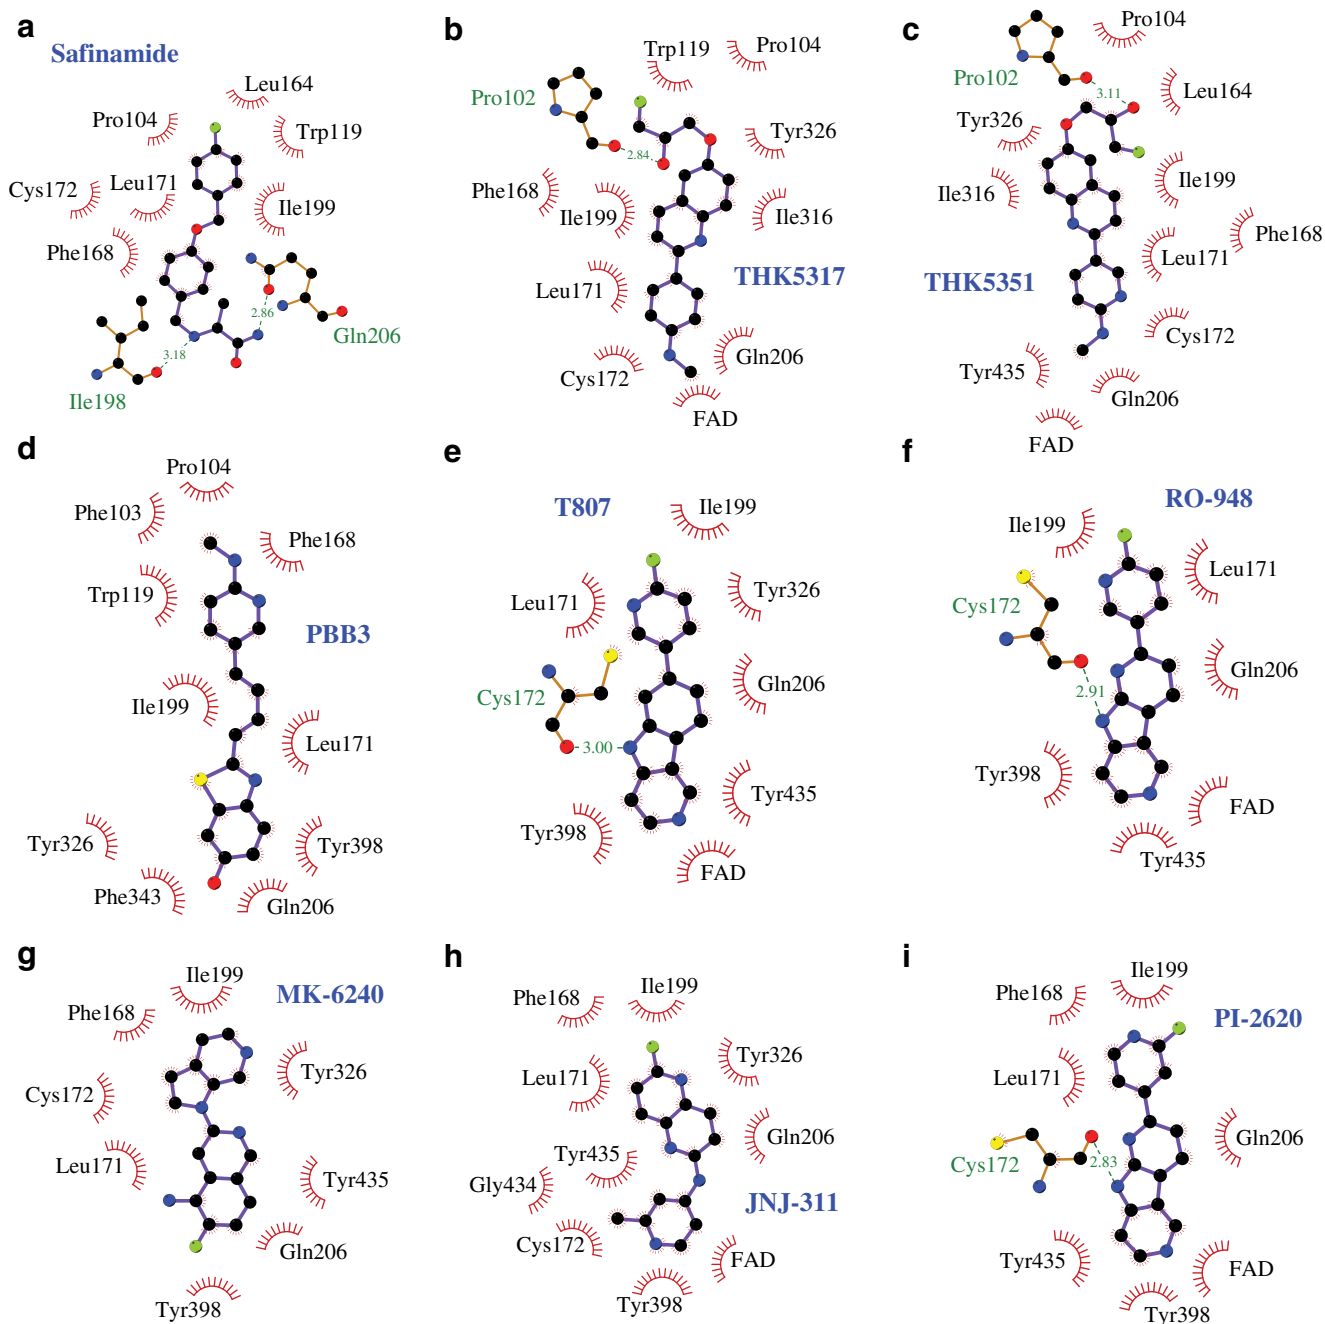 a
Safinamide
Leu164
Pro104
Trp119
Cys172
Leu171
Ile199
Phe168
2.86
Gln206
3.18
Ile198
b
Trp119
Pro104
Pro102
Tyr326
2.84
Phe168
Ile199
Ile316
THK5317
Leu171
Gln206
Cys172
FAD
c
Pro104
Pro102
3.11
Leu164
Tyr326
Ile199
Ile316
Phe168
Leu171
THK5351
Cys172
Tyr435
Gln206
FAD
d
Pro104
Phe103
Phe168
Trp119
PBB3
Ile199
Leu171
Tyr326
Tyr398
Phe343
Gln206
e
T807
Ile199
Leu171
Tyr326
Cys172
Gln206
3.00
Tyr435
Tyr398
FAD
f
RO-948
Ile199
Leu171
Cys172
Gln206
2.91
Tyr398
FAD
Tyr435
g
Ile199
MK-6240
Phe168
Tyr326
Cys172
Leu171
Tyr435
Gln206
Tyr398
h
Ile199
Phe168
Tyr326
Leu171
Gln206
Tyr435
Gly434
JNJ-311
Cys172
FAD
Tyr398
i
Ile199
Phe168
PI-2620
Leu171
Gln206
Cys172
2.83
Tyr435
FAD
Tyr398